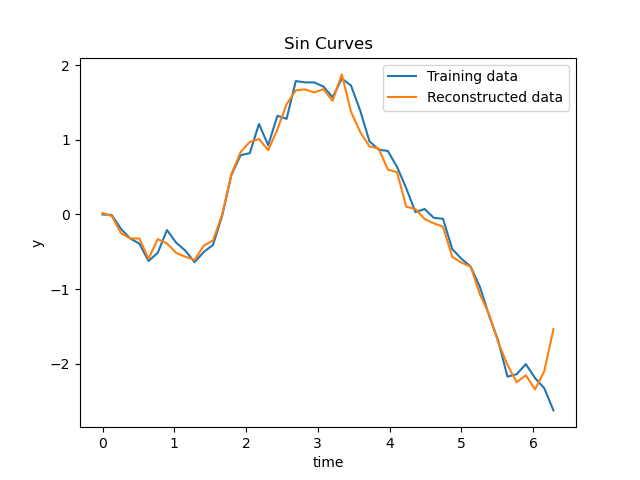 Sin Curves
Training data
Reconstructed data
2
1
0
−1
−2
y
0 1 2 3 4 5 6
time